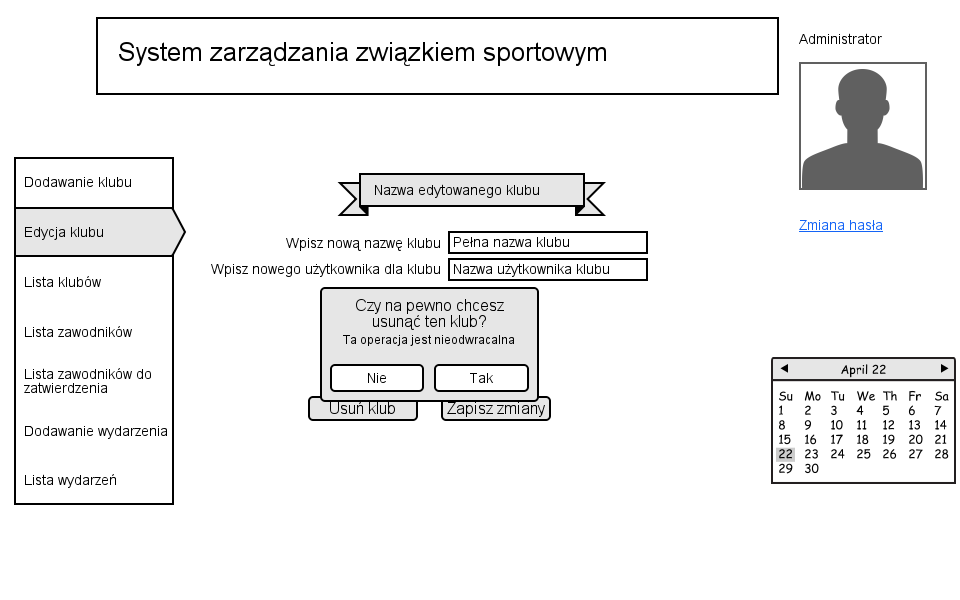 System zarządzania związkiem sportowym
Administrator
Zmiana hasła
Dodawanie klubu
Edycja klubu
Lista klubów
Lista zawodników
Lista zawodników do
zatwierdzenia
Dodawanie wydarzenia
Lista wydarzeń
Nazwa edytowanego klubu
Wpisz nową nazwę klubu Pełna nazwa klubu
Wpisz nowego użytkownika dla klubu Nazwa użytkownika klubu
Czy na pewno chcesz
usunąć ten klub?
Ta operacja jest nieodwracalna
Nie Tak
Usuń klub Zapisz zmiany
April 22
Su Mo Tu We Th Fr Sa
1 2 3 4 5 6 7
8 9 10 11 12 13 14
15 16 17 18 19 20 21
22 23 24 25 26 27 28
29 30